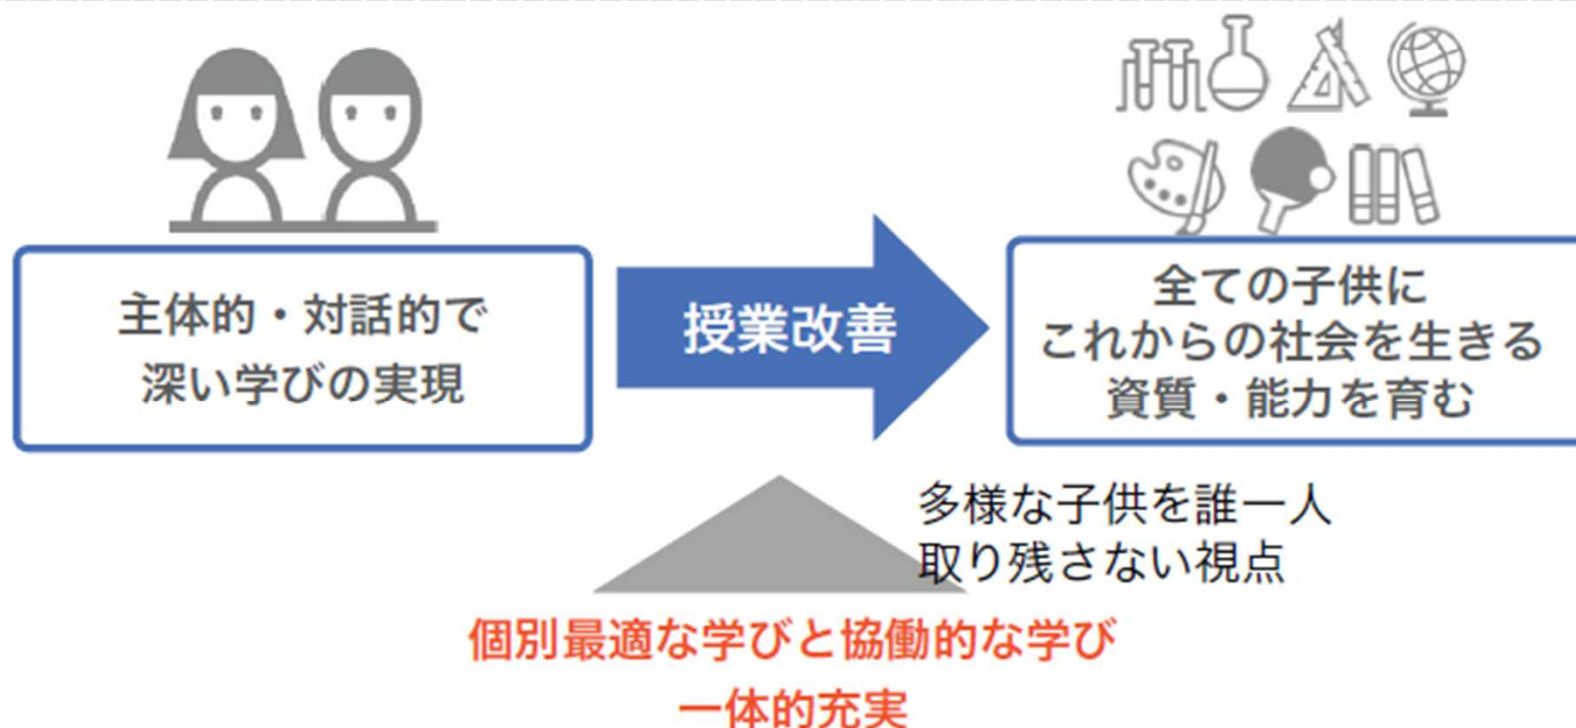 主体的・対話的で
深い学びの実現
授業改善
全ての子供に
これからの社会を生きる
資質・能力を育む
多様な子供を誰一人
取り残さない視点
個別最適な学びと協働的な学び
一体的充実